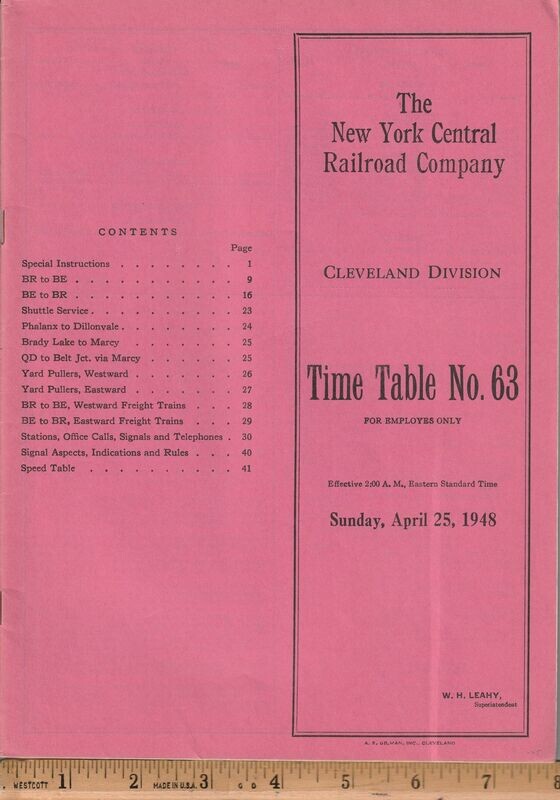 CONTENTS
Page
Special Instructions . . . . . . . . 1
BR to BE . . . . . . . . . . . 9
BE to BR . . . . . . . . . . . 16
Shuttle Service . . . . . . . . . . 23
Phalanx to Dillonvale . . . . . . . . 24
Brady Lake to Marcy . . . . . . . 25
QD to Belt Jct. via Marcy . . . . . . 25
Yard Pullers, Westward . . . . . . . 26
Yard Pullers, Eastward . . . . . . . 27
BR to BE, Westward Freight Trains . . . 28
BE to BR, Eastward Freight Trains . . . 29
Stations, Office Calls, Signals and Telephones . 30
Signal Aspects, Indications and Rules . . . 40
Speed Table . . . . . . . . . . 41
The
New York Central
Railroad Company
CLEVELAND DIVISION
Time Table No. 63
FOR EMPLOYES ONLY
Effective 2:00 A. M., Eastern Standard Time
Sunday, April 25, 1948
W. H. LEAHY,
Superintendent
CLEVELAND
WESTCOTT 1 2 MADE IN U.S.A. 3 4 5 6 7 8